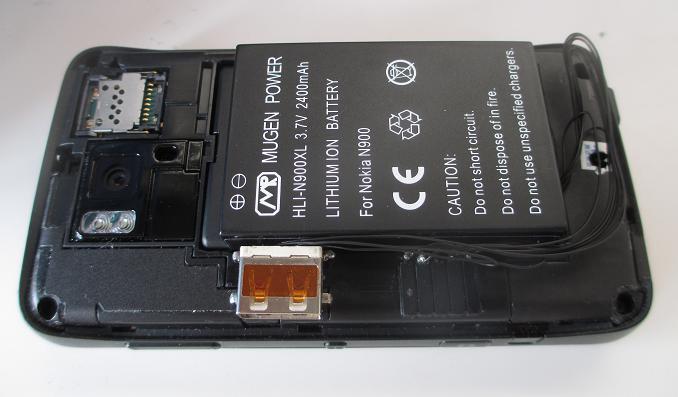 MUGEN POWER
HLI-N900XL 3.7V 2400mAh
LITHIUM ION BATTERY
For Nokia N900
CE
CAUTION:
Do not short circuit.
Do not dispose of in fire.
Do not use unspecified chargers.